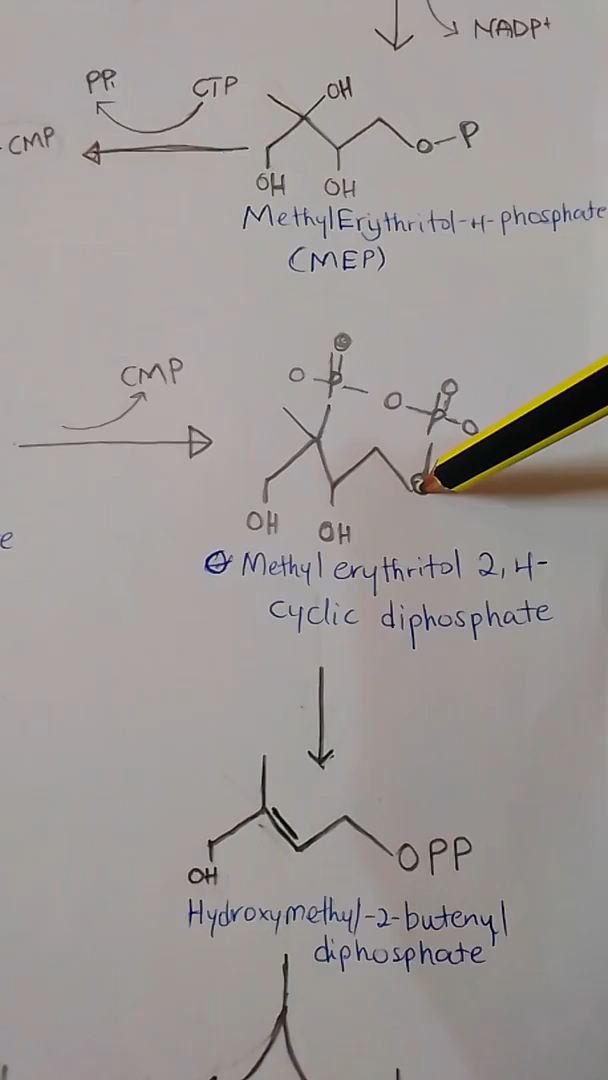 NADP+
PPi
CTP
OH
CMP
O-P
OH
OH
MethylErythritol-4-phosphate
(MEP)
O
CMP
O
P
O
O
P
O
OH
OH
e
Methyl erythritol 2,4-
cyclic diphosphate
OPP
OH
Hydroxymethyl-2-butenyl
diphosphate